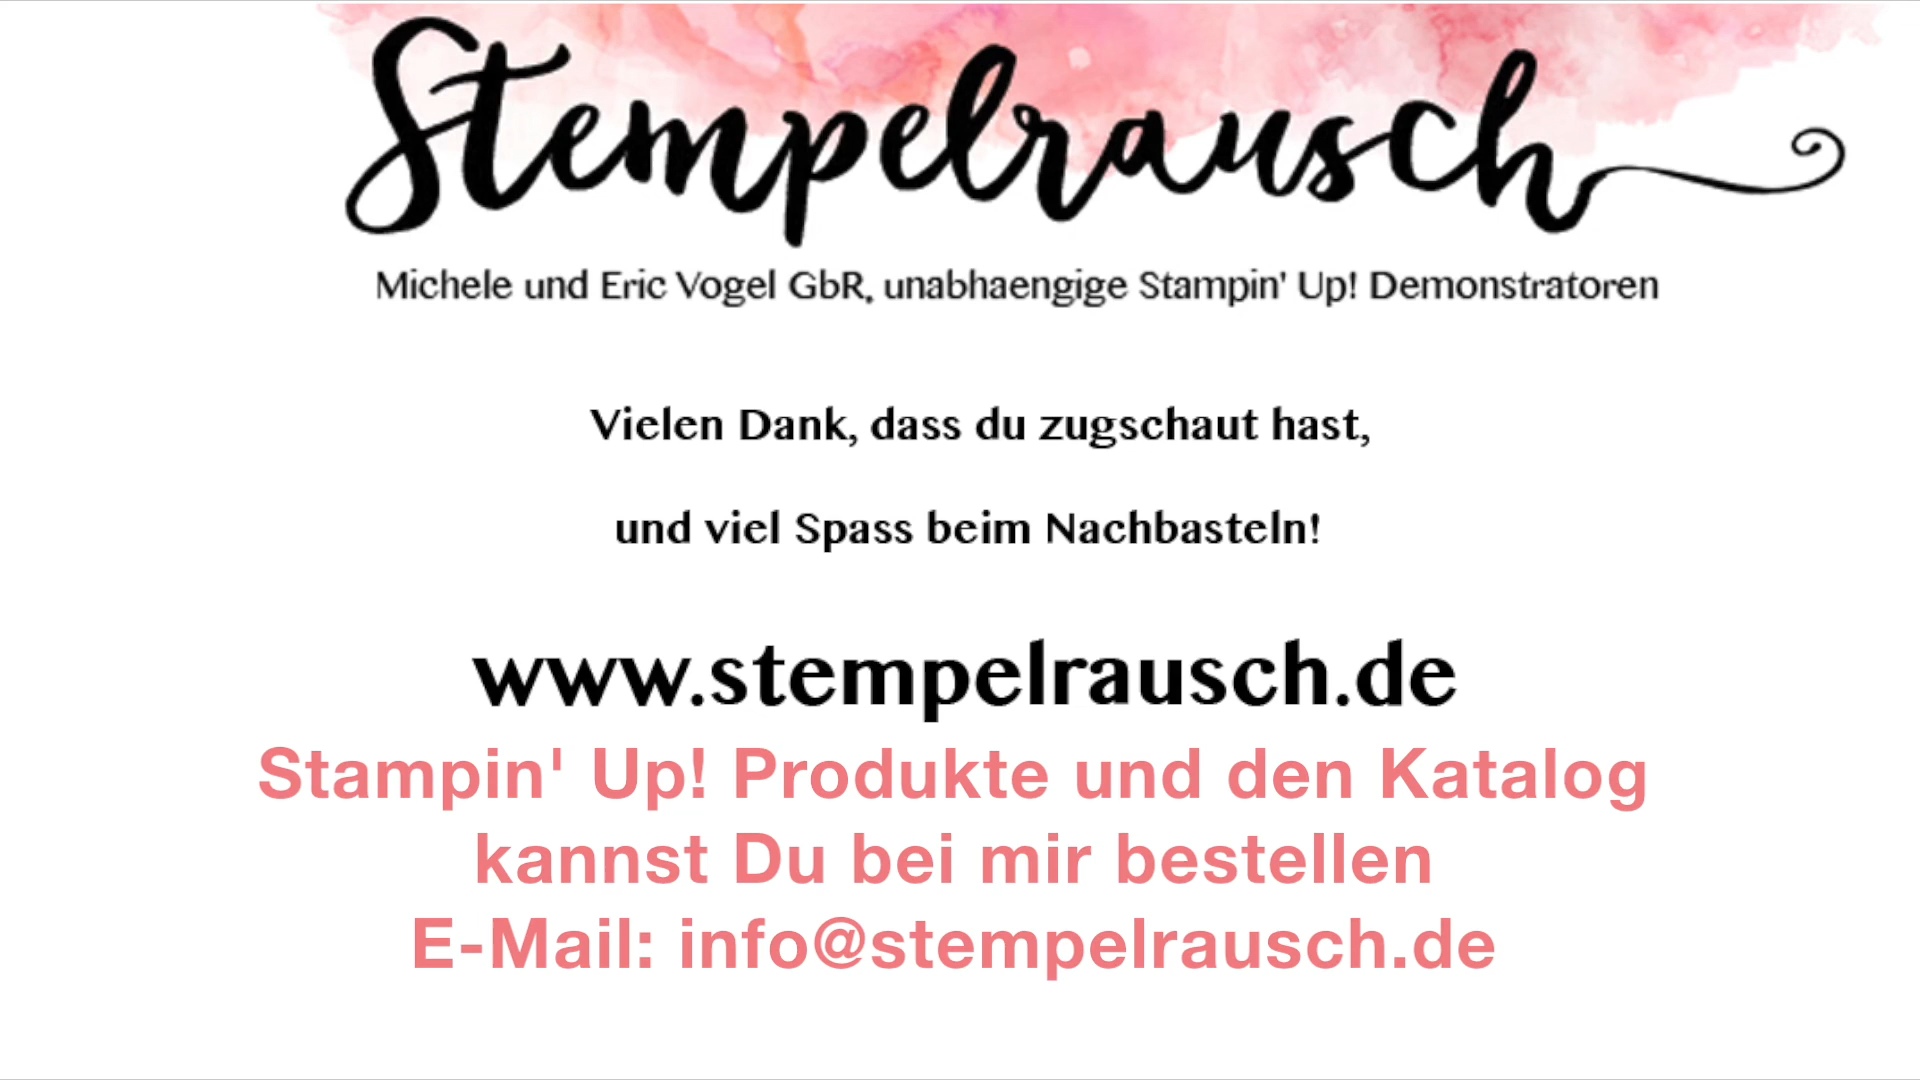 Stempelrausch
Michele und Eric Vogel GbR, unabhaengige Stampin' Up! Demonstratoren
Vielen Dank, dass du zugschaut hast,
und viel Spass beim Nachbasteln!
www.stempelrausch.de
Stampin' Up! Produkte und den Katalog
kannst Du bei mir bestellen
E-Mail: info@stempelrausch.de